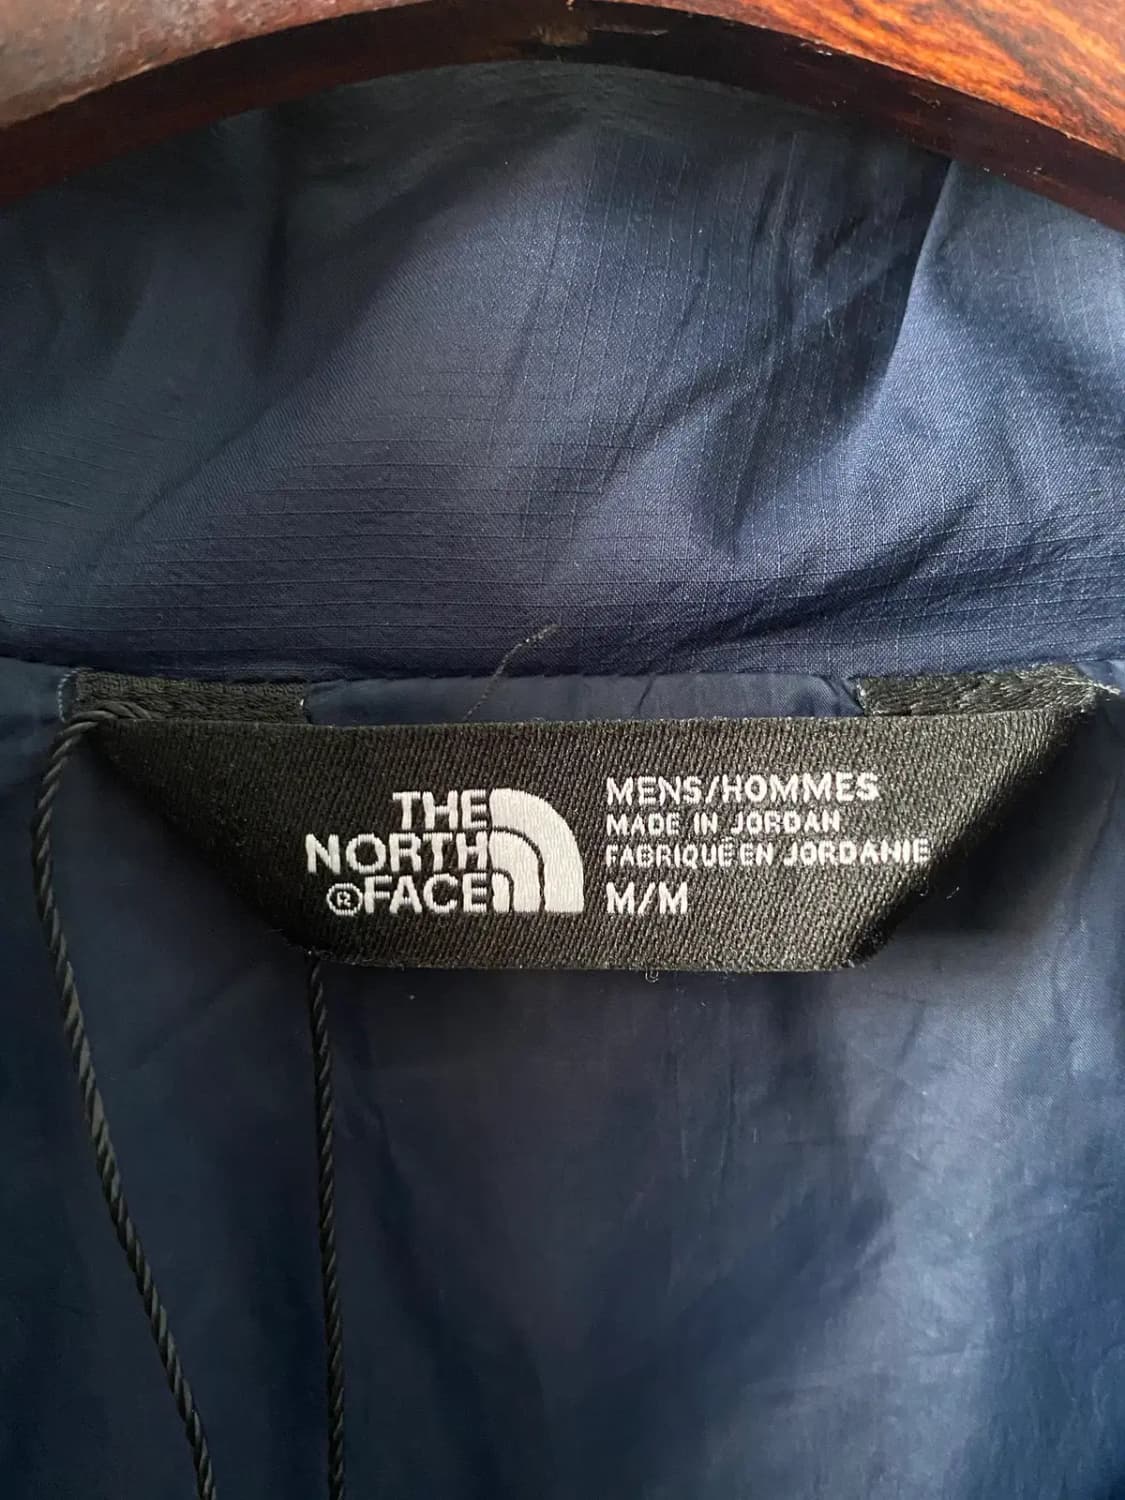 THE
NORTH
®FACE
MENS/HOMMES
MADE IN JORDAN
FABRIQUÉ EN JORDANIE
M/M